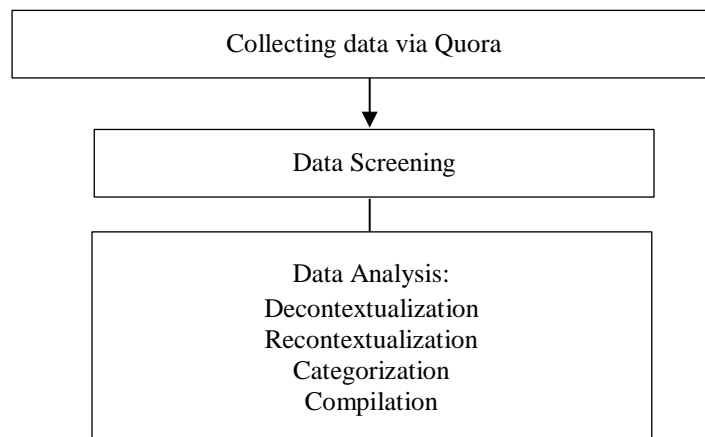 Collecting data via Quora
Data Screening
Data Analysis:
Decontextualization
Recontextualization
Categorization
Compilation